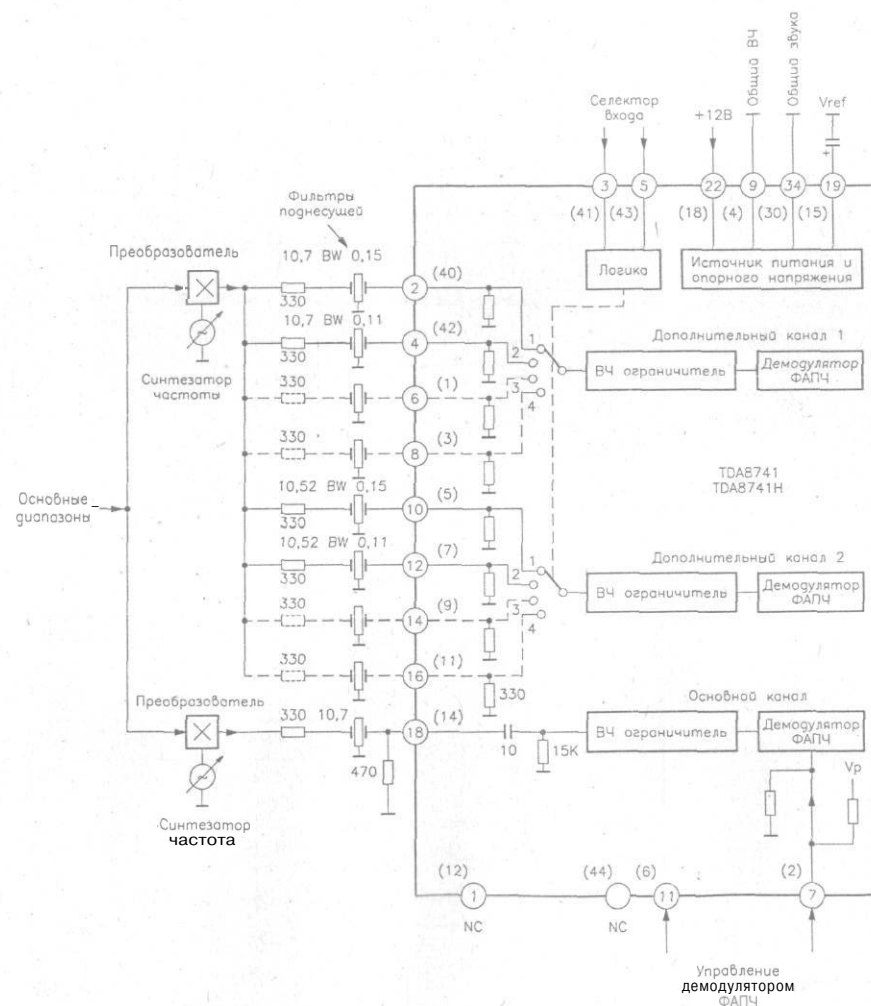 Общий ВЧ
Общий звука
Vref
Селектор
входа
+12В
3
5
22
9
34
19
(41)
(43)
(18)
(4)
(30)
(15)
Фильтры
поднесущей
Преобразователь
Логика
Источник питания и
опорного напряжения
10,7 BW 0,15
330
2
(40)
10,7 BW 0,11
330
4
(42)
Дополнительный канал 1
1
2
3
4
ВЧ ограничитель
Демодулятор
ФАПЧ
Синтезатор
частоты
330
6
(1)
330
8
(3)
TDA8741
TDA8741H
Основные
диапазоны
10,52 BW 0,15
330
10
(5)
10,52 BW 0,11
330
12
(7)
Дополнительный канал 2
1
2
3
4
ВЧ ограничитель
Демодулятор
ФАПЧ
330
14
(9)
330
16
(11)
330
Преобразователь
Основной канал
330
10,7
18
(14)
10
15К
ВЧ ограничитель
Демодулятор
ФАПЧ
470
Vp
Синтезатор
частота
(12)
1
NC
(44)
NC
(6)
11
(2)
7
Управление
демодулятором
ФАПЧ